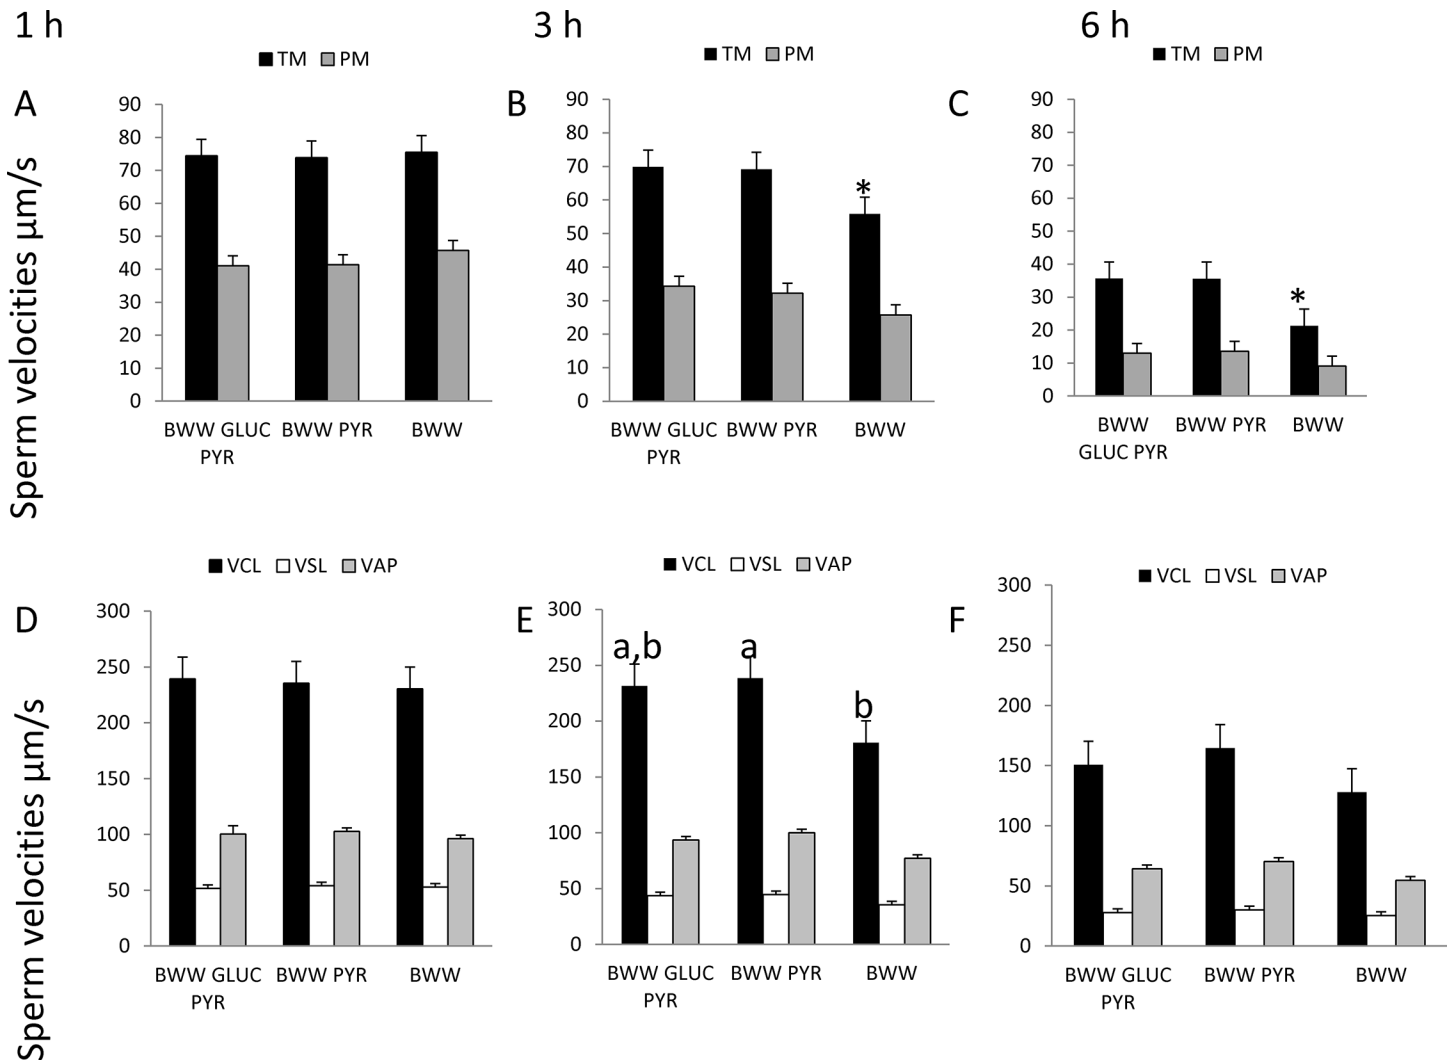 1 h
3 h
6 h
TM PM
TM PM
TM PM
A
B
C
Sperm velocities µm/s
90
80
70
60
50
40
30
20
10
0
BWW GLUC
PYR
BWW PYR
BWW
90
80
70
60
50
40
30
20
10
0
*
BWW GLUC
PYR
BWW PYR
BWW
90
80
70
60
50
40
30
20
10
0
*
BWW
GLUC PYR
BWW PYR
BWW
VCL VSL VAP
VCL VSL VAP
VCL VSL VAP
D
E
F
Sperm velocities µm/s
300
250
200
150
100
50
0
BWW GLUC
PYR
BWW PYR
BWW
300
250
200
150
100
50
0
a,b
a
b
BWW GLUC
PYR
BWW PYR
BWW
300
250
200
150
100
50
0
BWW GLUC
PYR
BWW PYR
BWW